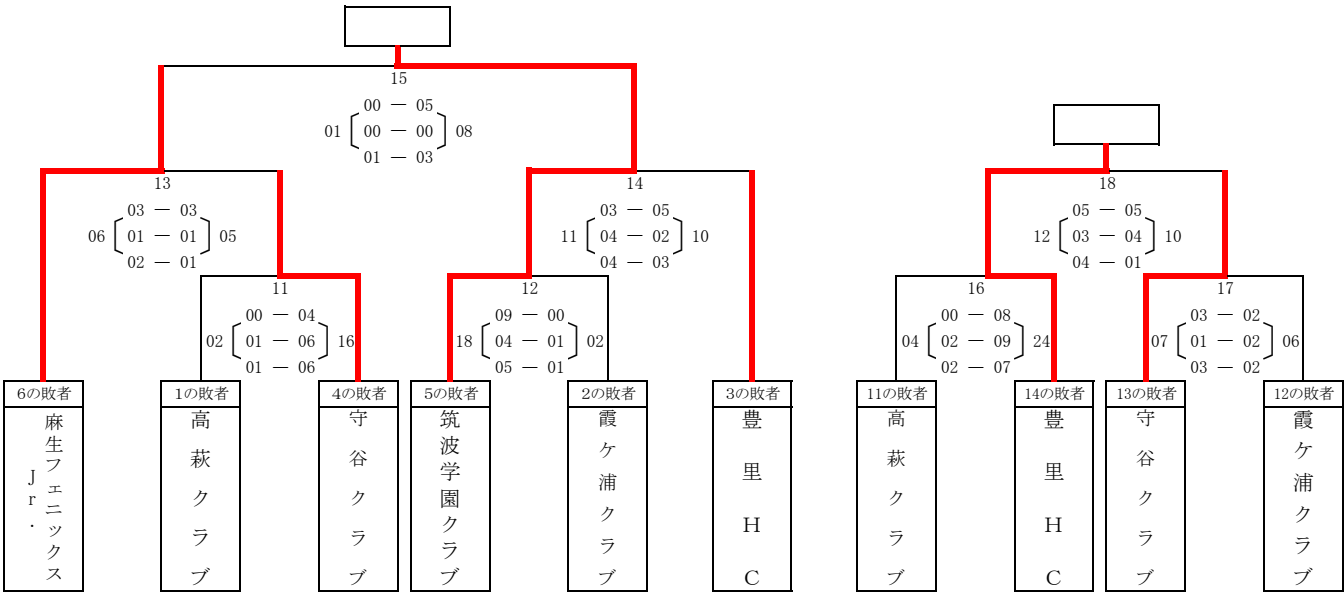 15
00 ― 05
01 00 ― 00 08
01 ― 03
13
03 ― 03
06 01 ― 01 05
02 ― 01
14
03 ― 05
11 04 ― 02 10
04 ― 03
11
00 ― 04
02 01 ― 06 16
01 ― 06
12
09 ― 00
18 04 ― 01 02
05 ― 01
6の敗者
麻生フェニックス
Jr.
1の敗者
高萩クラブ
4の敗者
守谷クラブ
5の敗者
筑波学園クラブ
2の敗者
霞ケ浦クラブ
3の敗者
豊里HC
18
05 ― 05
12 03 ― 04 10
04 ― 01
16
00 ― 08
04 02 ― 09 24
02 ― 07
17
03 ― 02
07 01 ― 02 06
03 ― 02
11の敗者
高萩クラブ
14の敗者
豊里HC
13の敗者
守谷クラブ
12の敗者
霞ケ浦クラブ